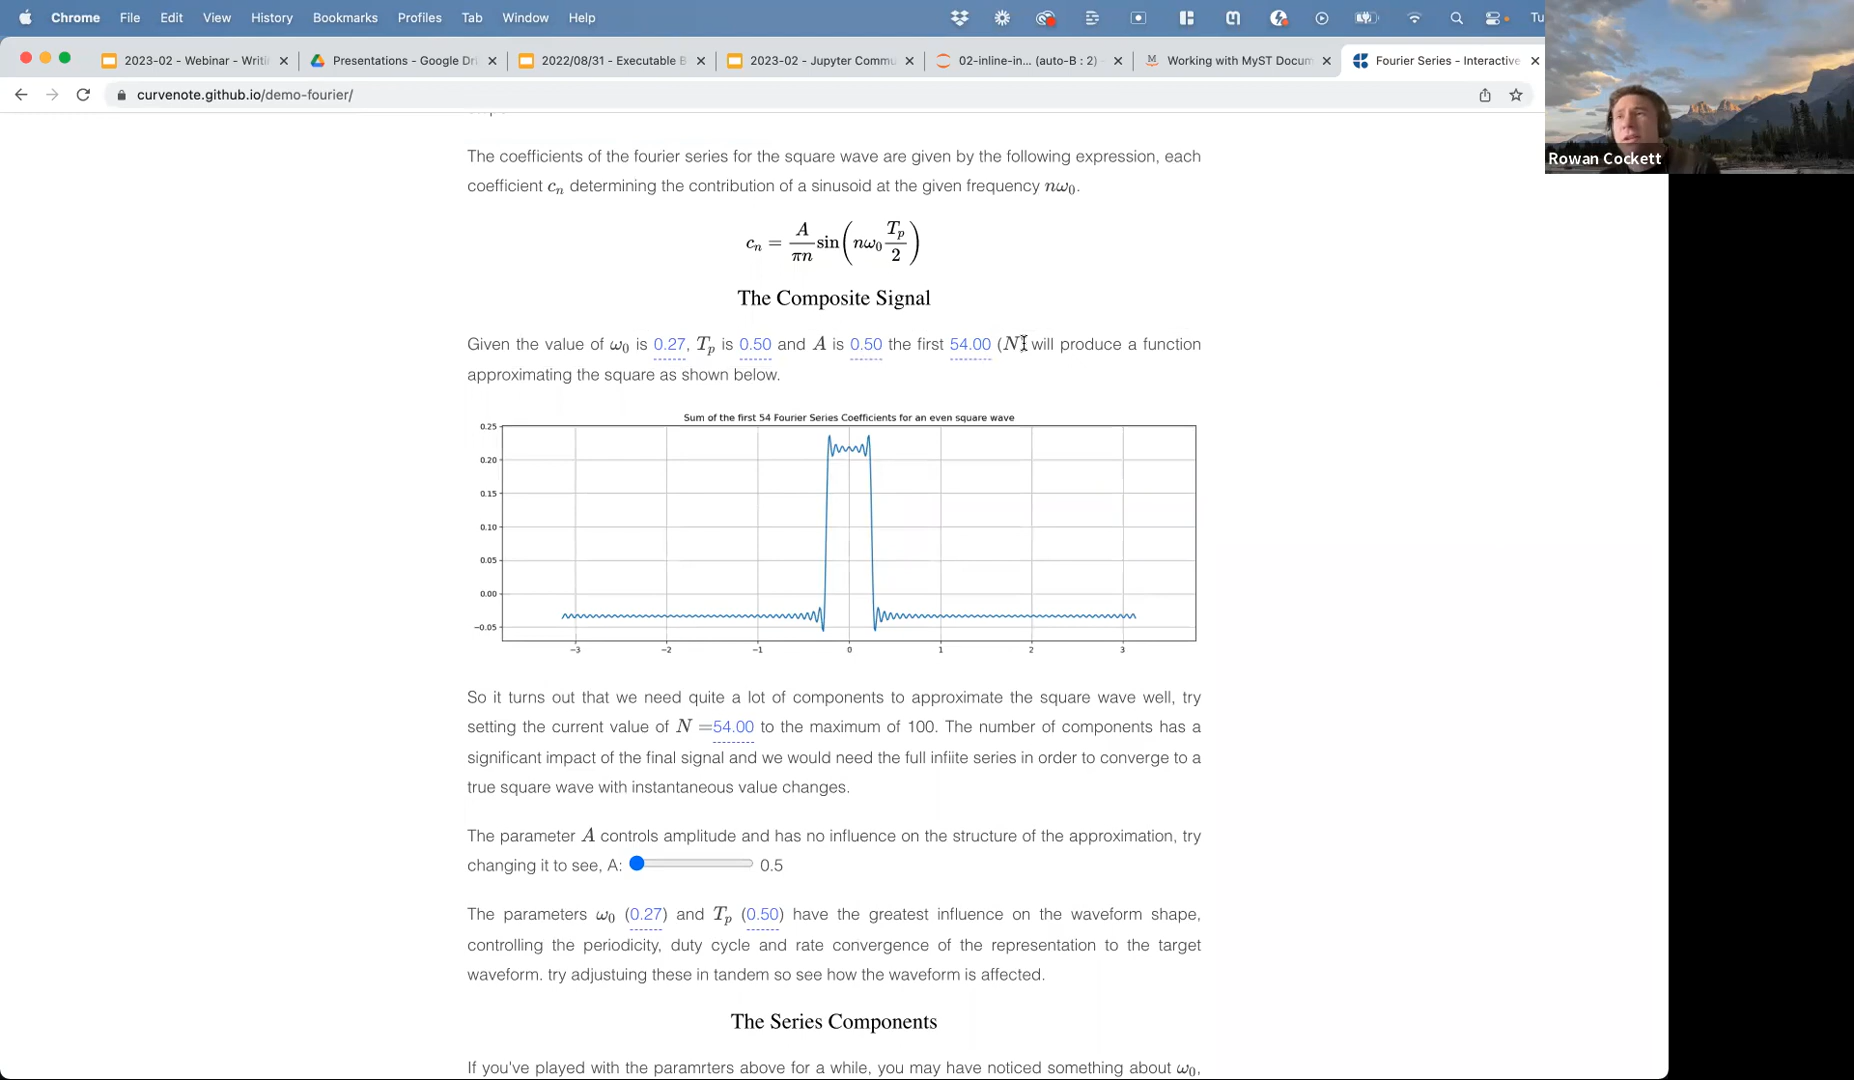 Chrome File Edit View History Bookmarks Profiles Tab Window Help Tu
2023-02 - Webinar - Writi Presentations - Google Dri 2022/08/31 - Executable B 2023-02 - Jupyter Commu 02-inline-in... (auto-B : 2) Working with MyST Docum Fourier Series - Interactive
curvenote.github.io/demo-fourier/
Rowan Cockett
The coefficients of the fourier series for the square wave are given by the following expression, each
coefficient cₙ determining the contribution of a sinusoid at the given frequency nω₀.
cₙ = A/πn sin(nω₀ Tₚ/2)
The Composite Signal
Given the value of ω₀ is 0.27, Tₚ is 0.50 and A is 0.50 the first 54.00 (N) will produce a function
approximating the square as shown below.
Sum of the first 54 Fourier Series Coefficients for an even square wave
0.25
0.20
0.15
0.10
0.05
0.00
−0.05
−3 −2 −1 0 1 2 3
So it turns out that we need quite a lot of components to approximate the square wave well, try
setting the current value of N =54.00 to the maximum of 100. The number of components has a
significant impact of the final signal and we would need the full infiite series in order to converge to a
true square wave with instantaneous value changes.
The parameter A controls amplitude and has no influence on the structure of the approximation, try
changing it to see, A: 0.5
The parameters ω₀ (0.27) and Tₚ (0.50) have the greatest influence on the waveform shape,
controlling the periodicity, duty cycle and rate convergence of the representation to the target
waveform. try adjustuing these in tandem so see how the waveform is affected.
The Series Components
If you've played with the paramrters above for a while, you may have noticed something about ω₀,